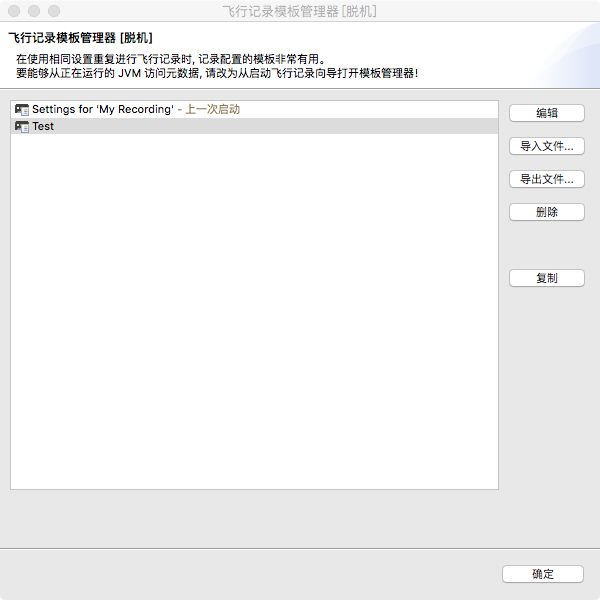 飞行记录模板管理器 [脱机]
飞行记录模板管理器 [脱机]
在使用相同设置重复进行飞行记录时, 记录配置的模板非常有用。
要能够从正在运行的 JVM 访问元数据, 请改为从启动飞行记录向导打开模板管理器!
Settings for 'My Recording' - 上一次启动
Test
编辑
导入文件...
导出文件...
删除
复制
确定